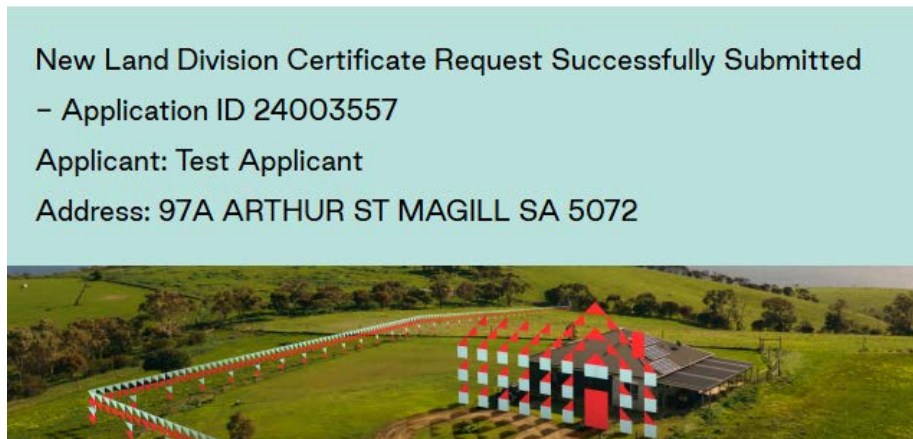 New Land Division Certificate Request Successfully Submitted
– Application ID 24003557
Applicant: Test Applicant
Address: 97A ARTHUR ST MAGILL SA 5072